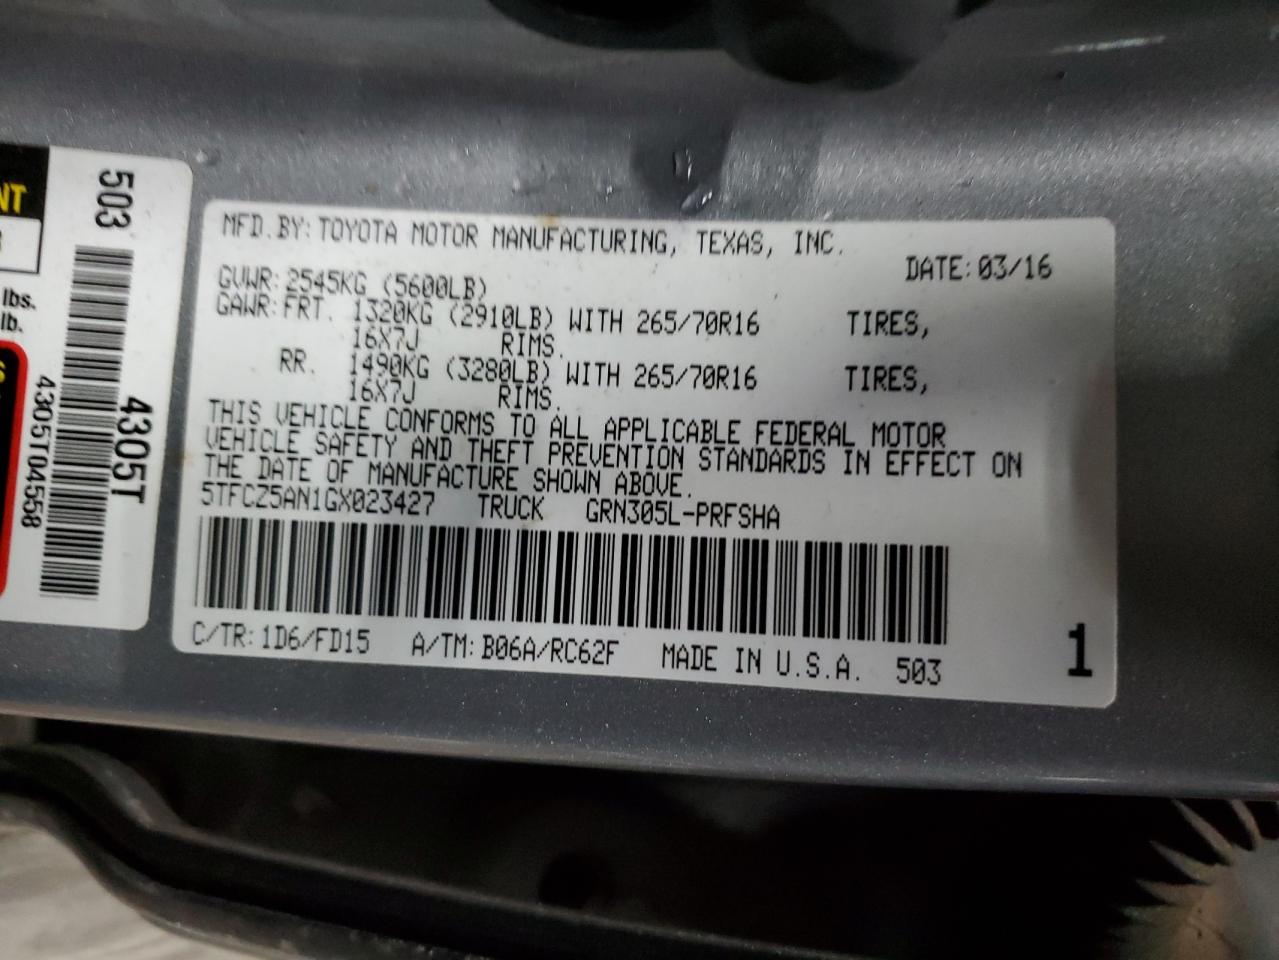 NT
lbs.
lb.
503
4305T
4305T04558
MFD.BY: TOYOTA MOTOR MANUFACTURING, TEXAS, INC.
DATE: 03/16
GVWR: 2545KG (5600LB)
GAWR: FRT. 1320KG (2910LB) WITH 265/70R16 TIRES,
16X7J RIMS.
RR. 1490KG (3280LB) WITH 265/70R16 TIRES,
16X7J RIMS.
THIS VEHICLE CONFORMS TO ALL APPLICABLE FEDERAL MOTOR
VEHICLE SAFETY AND THEFT PREVENTION STANDARDS IN EFFECT ON
THE DATE OF MANUFACTURE SHOWN ABOVE.
5TFCZ5AN1GX023427 TRUCK GRN305L-PRFSHA
C/TR: 1D6/FD15 A/TM: B06A/RC62F MADE IN U.S.A. 503
1